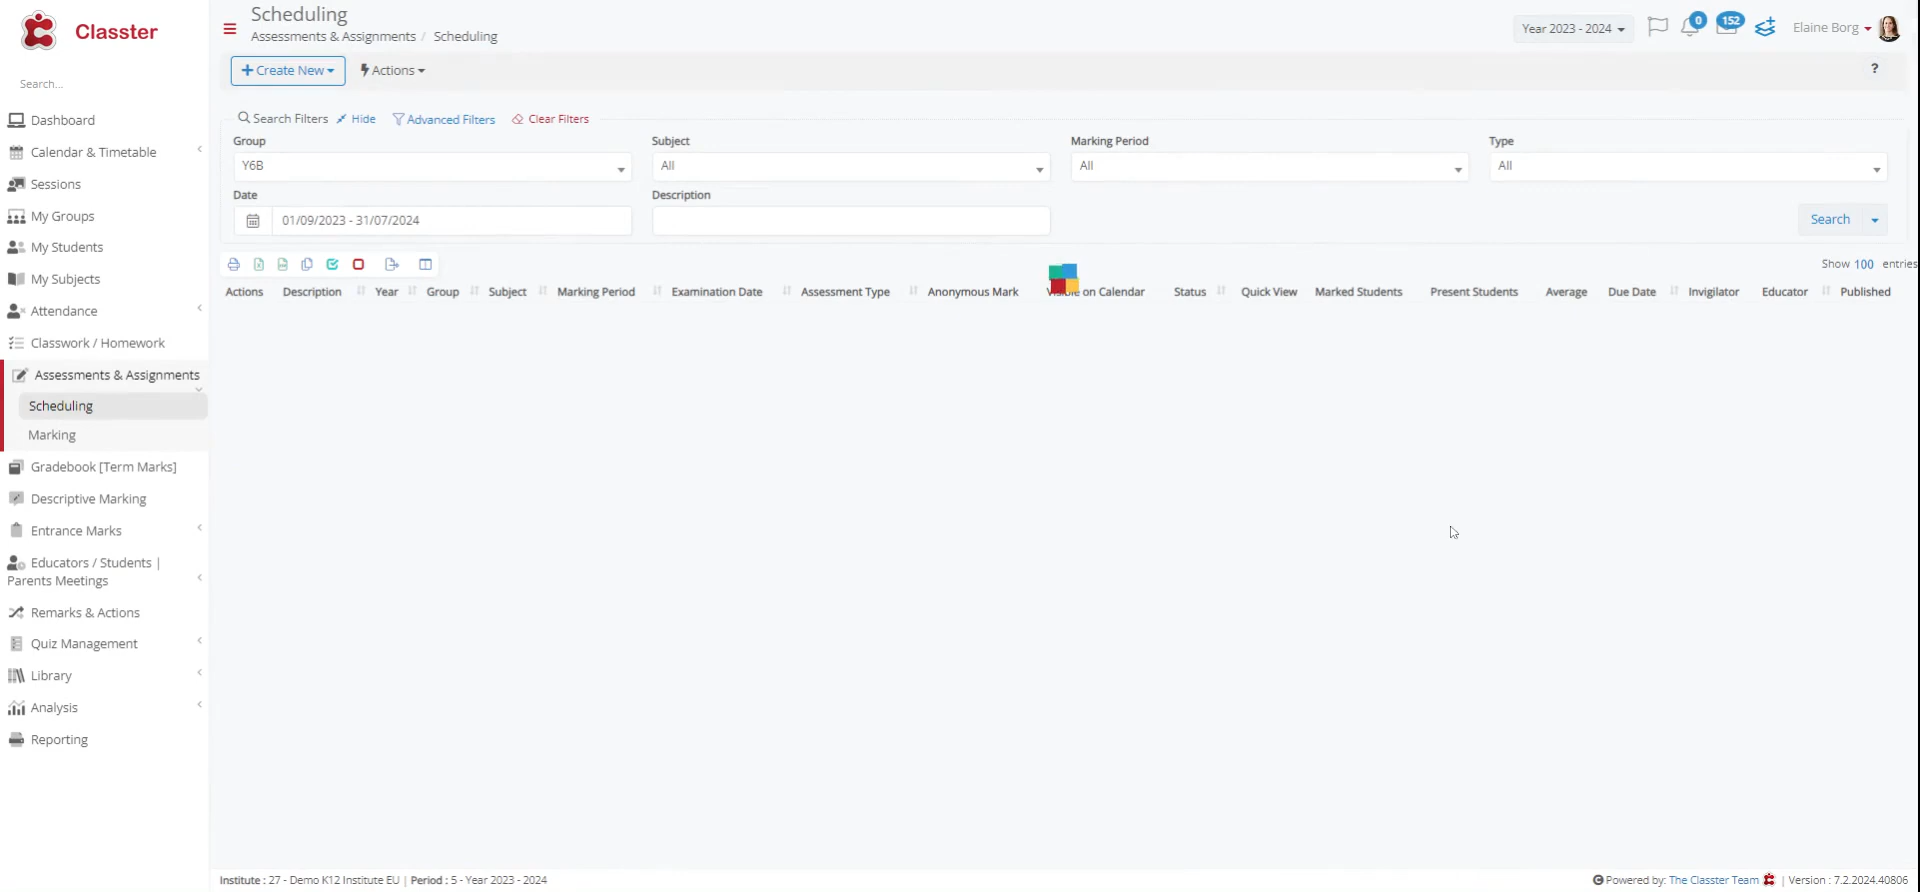 Classter
Search...
Dashboard
Calendar & Timetable
Sessions
My Groups
My Students
My Subjects
Attendance
Classwork / Homework
Assessments & Assignments
Scheduling
Marking
Gradebook [Term Marks]
Descriptive Marking
Entrance Marks
Educators / Students |
Parents Meetings
Remarks & Actions
Quiz Management
Library
Analysis
Reporting
Scheduling
Assessments & Assignments / Scheduling
Year 2023 - 2024
0
152
Elaine Borg
Create New
Actions
?
Search Filters Hide Advanced Filters Clear Filters
Group Subject Marking Period Type
Y6B All All All
Date Description
01/09/2023 - 31/07/2024
Search
Show 100 entries
Actions Description Year Group Subject Marking Period Examination Date Assessment Type Anonymous Mark Visible on Calendar Status Quick View Marked Students Present Students Average Due Date Invigilator Educator Published
Institute : 27 - Demo K12 Institute EU | Period : 5 - Year 2023 - 2024
Powered by: The Classter Team | Version : 7.2.2024.40806